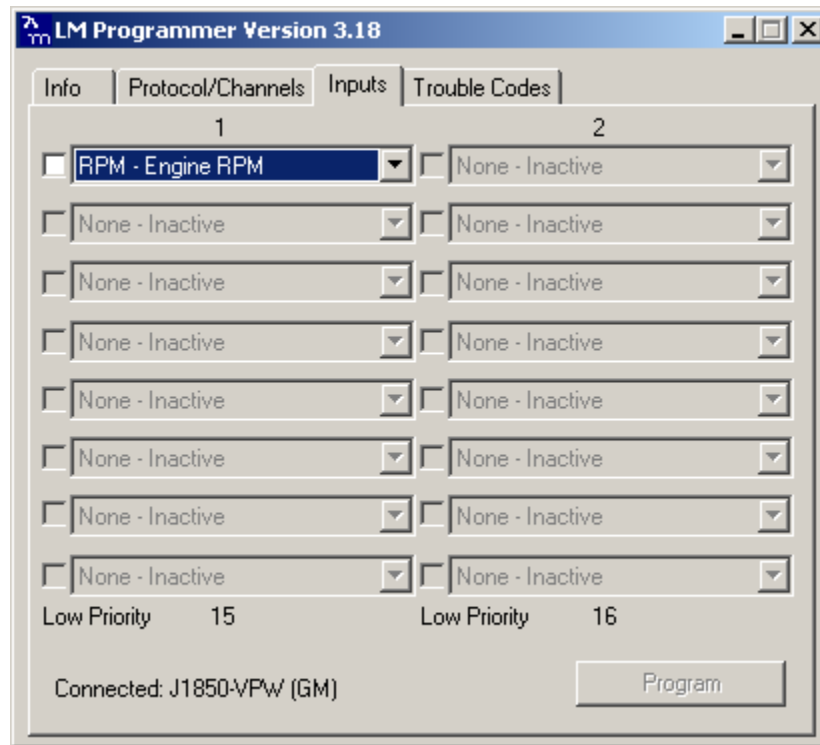 LM Programmer Version 3.18
Info Protocol/Channels Inputs Trouble Codes
1 2
RPM - Engine RPM None - Inactive
None - Inactive None - Inactive
None - Inactive None - Inactive
None - Inactive None - Inactive
None - Inactive None - Inactive
None - Inactive None - Inactive
None - Inactive None - Inactive
None - Inactive None - Inactive
Low Priority 15 Low Priority 16
Connected: J1850-VPW (GM) Program